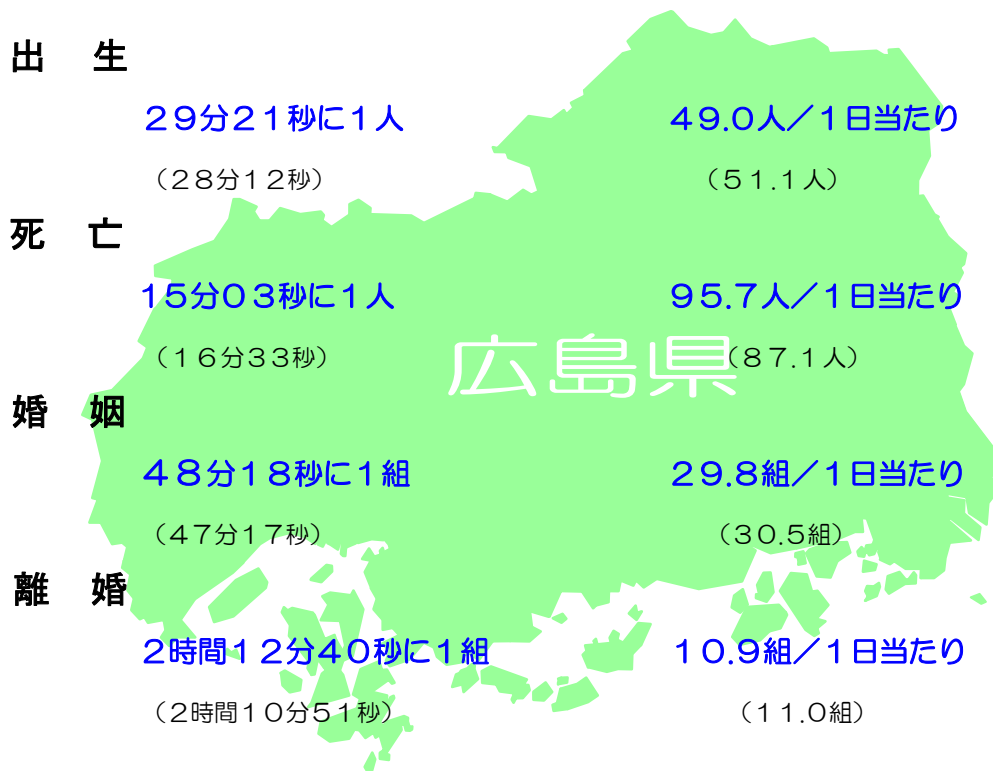 出　生
２９分２１秒に１人　４９.０人／１日当たり
（２８分１２秒）　（５１.１人）
死　亡
１５分０３秒に１人　９５.７人／１日当たり
広島県
（１６分３３秒）　（８７.１人）
婚　姻
４８分１８秒に１組　２９.８組／１日当たり
（４７分１７秒）　（３０.５組）
離　婚
２時間１２分４０秒に１組　１０.９組／１日当たり
（２時間１０分５１秒）　（１１.０組）